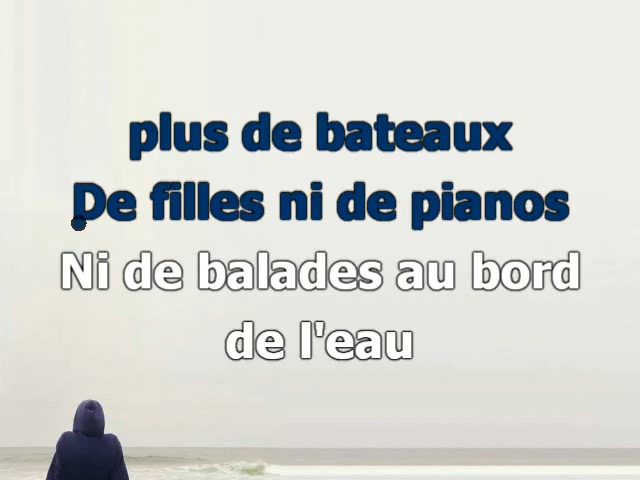 plus de bateaux
De filles ni de pianos
Ni de balades au bord
de l'eau